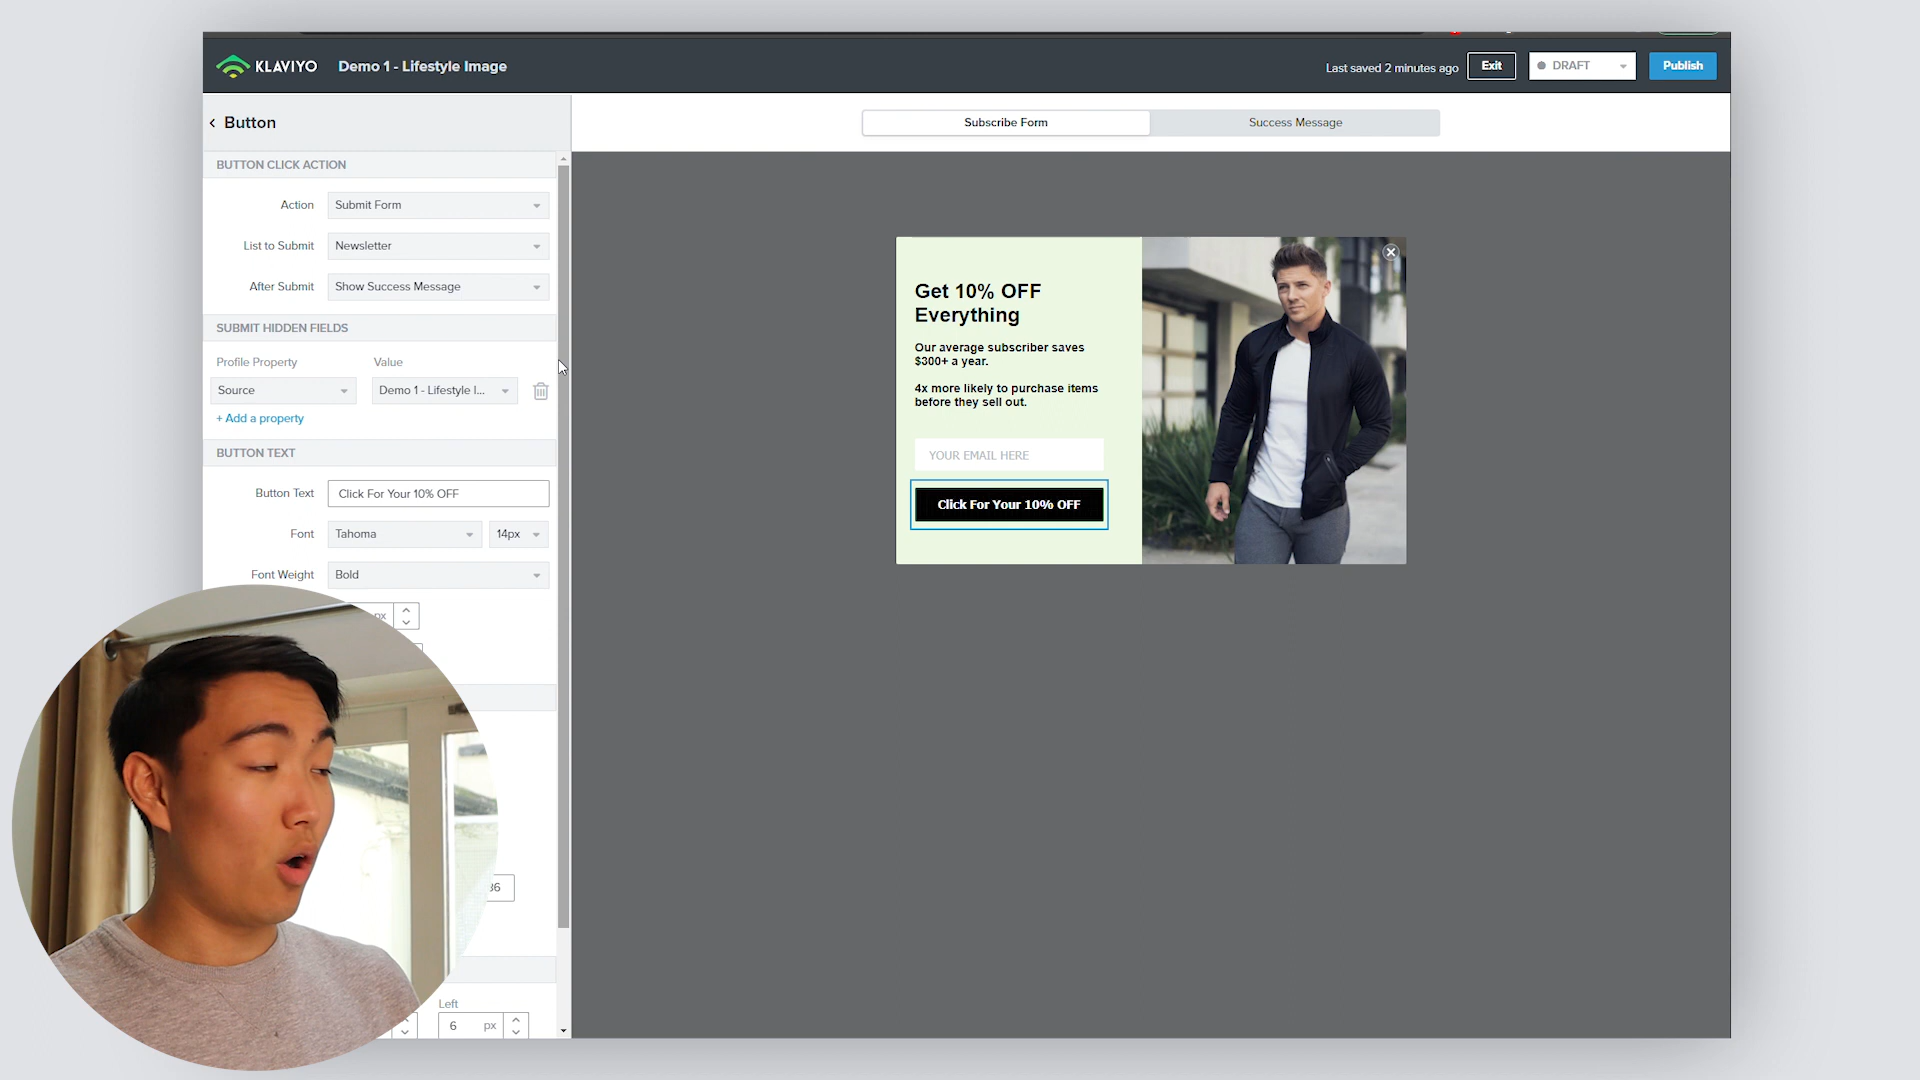 KLAVIYO
Demo 1 - Lifestyle Image
Last saved 2 minutes ago
Exit
DRAFT
Publish
Button
Subscribe Form
Success Message
BUTTON CLICK ACTION
Action
Submit Form
List to Submit
Newsletter
After Submit
Show Success Message
SUBMIT HIDDEN FIELDS
Profile Property
Value
Source
Demo 1 - Lifestyle I...
+ Add a property
BUTTON TEXT
Button Text
Click For Your 10% OFF
Font
Tahoma
14px
Font Weight
Bold
px
Left
6
px
Get 10% OFF
Everything
Our average subscriber saves
$300+ a year.
4x more likely to purchase items
before they sell out.
YOUR EMAIL HERE
Click For Your 10% OFF